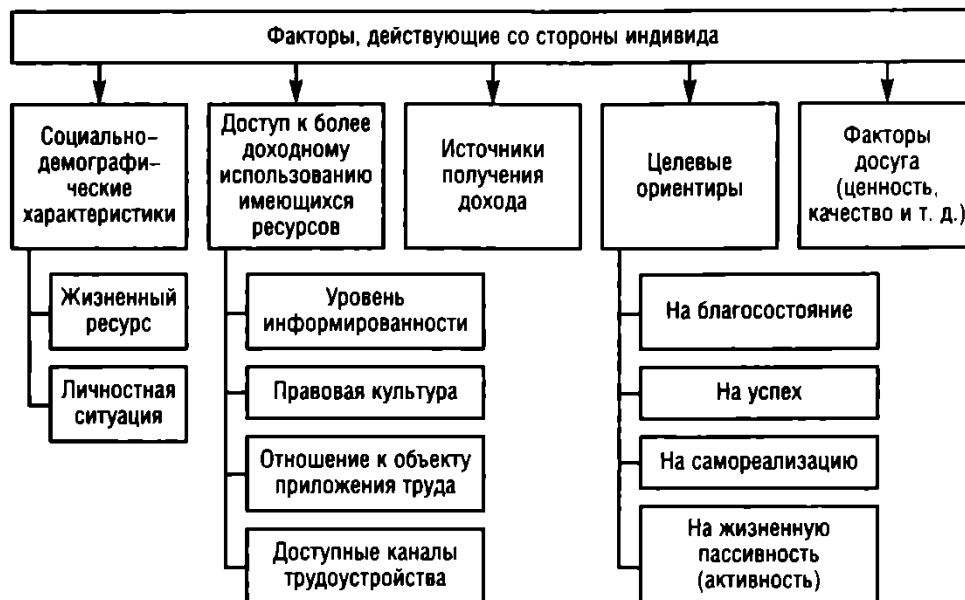 Факторы, действующие со стороны индивида
Социально-
демографи-
ческие
характеристики
Доступ к более
доходному
использованию
имеющихся
ресурсов
Источники
получения
дохода
Целевые
ориентиры
Факторы
досуга
(ценность,
качество и т. д.)
Жизненный
ресурс
Личностная
ситуация
Уровень
информированности
Правовая культура
Отношение к объекту
приложения труда
Доступные каналы
трудоустройства
На благосостояние
На успех
На самореализацию
На жизненную
пассивность
(активность)